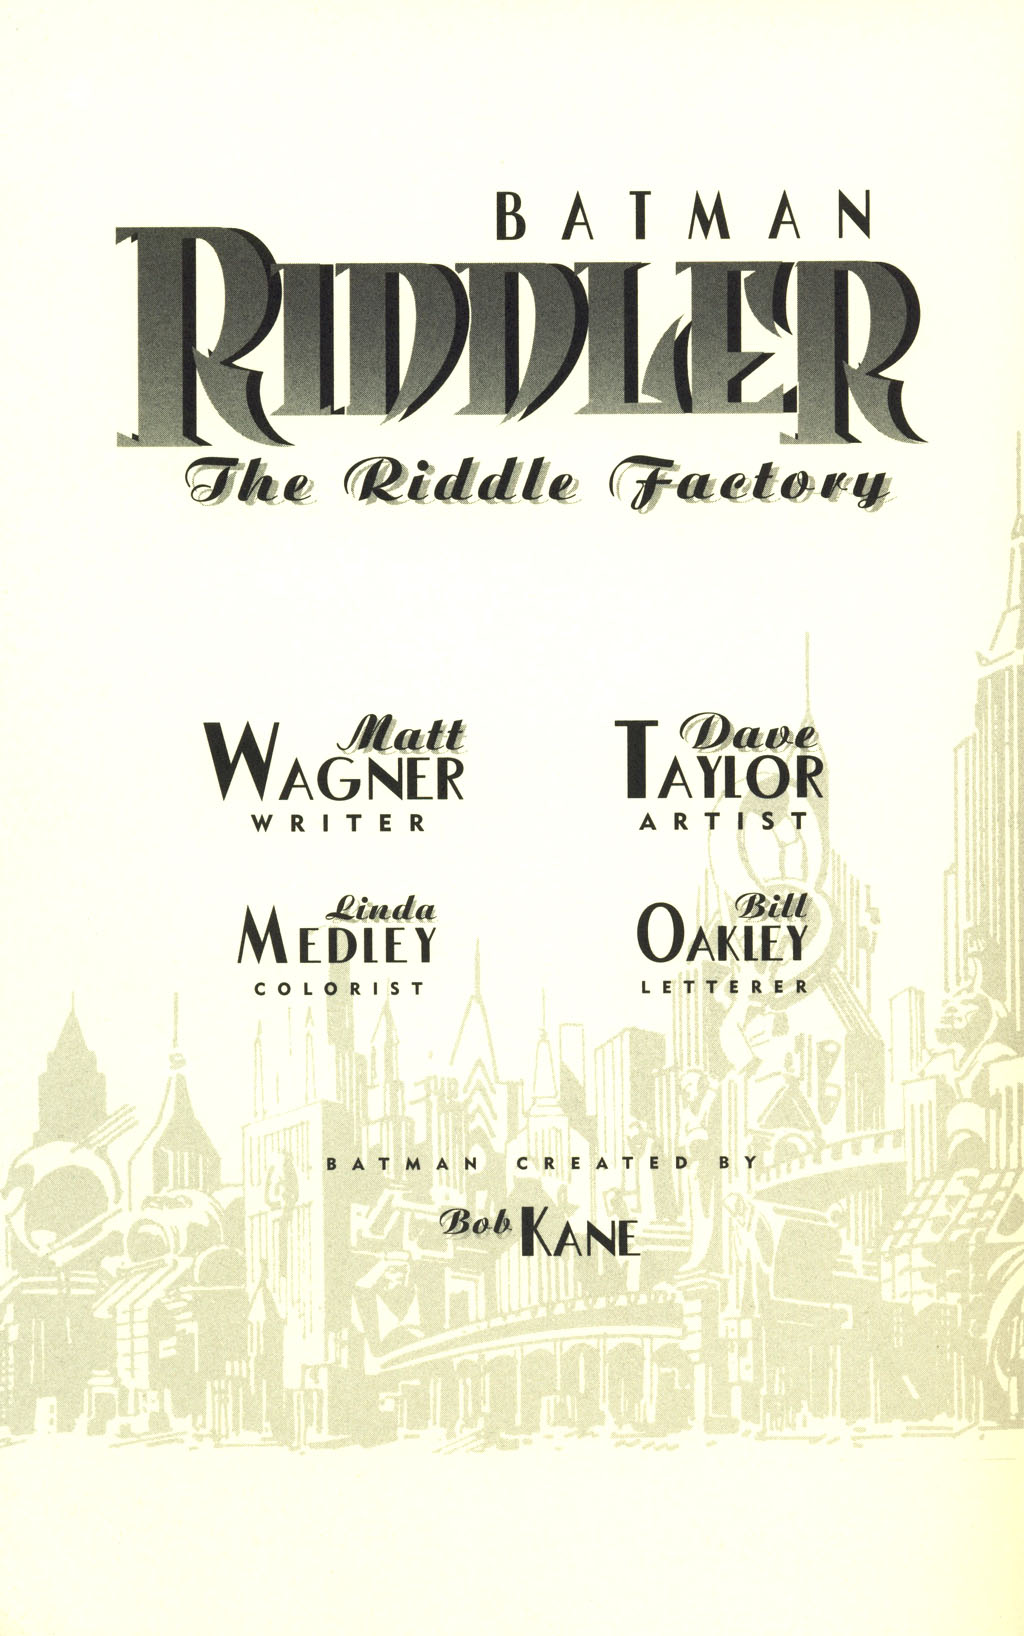 BATMAN
RIDDLER
The Riddle Factory
Matt
WAGNER
WRITER
Dave
TAYLOR
ARTIST
Linda
MEDLEY
COLORIST
Bill
OAKLEY
LETTERER
BATMAN CREATED BY
Bob KANE